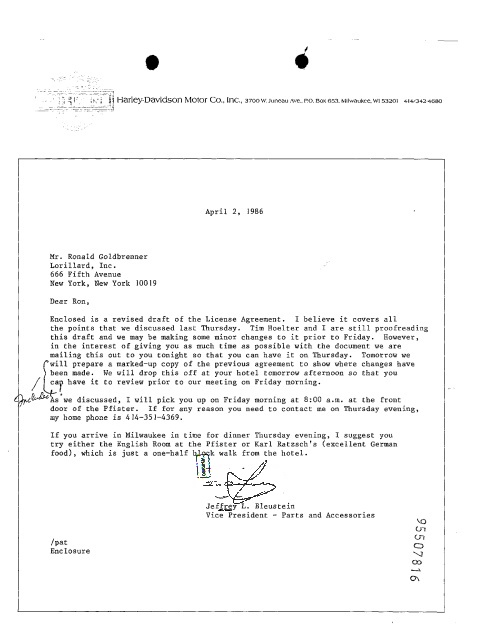 Harley-Davidson Motor Co., Inc., 3700 W. Juneau Ave., P.O. Box 653, Milwaukee, WI 53201 414/342-4680
April 2, 1986
Mr. Ronald Goldbrenner
Lorillard, Inc.
666 Fifth Avenue
New York, New York 10019
Dear Ron,
Enclosed is a revised draft of the License Agreement. I believe it covers all
the points that we discussed last Thursday. Tim Hoelter and I are still proofreading
this draft and we may be making some minor changes to it prior to Friday. However,
in the interest of giving you as much time as possible with the document we are
mailing this out to you tonight so that you can have it on Thursday. Tomorrow we
will prepare a marked-up copy of the previous agreement to show where changes have
been made. We will drop this off at your hotel tomorrow afternoon so that you
can have it to review prior to our meeting on Friday morning.
Included!
As we discussed, I will pick you up on Friday morning at 8:00 a.m. at the front
door of the Pfister. If for any reason you need to contact me on Thursday evening,
my home phone is 414-351-4369.
If you arrive in Milwaukee in time for dinner Thursday evening, I suggest you
try either the English Room at the Pfister or Karl Ratzsch's (excellent German
food), which is just a one-half block walk from the hotel.
Jeffrey L. Bleustein
Vice President - Parts and Accessories
/pat
Enclosure
95507816